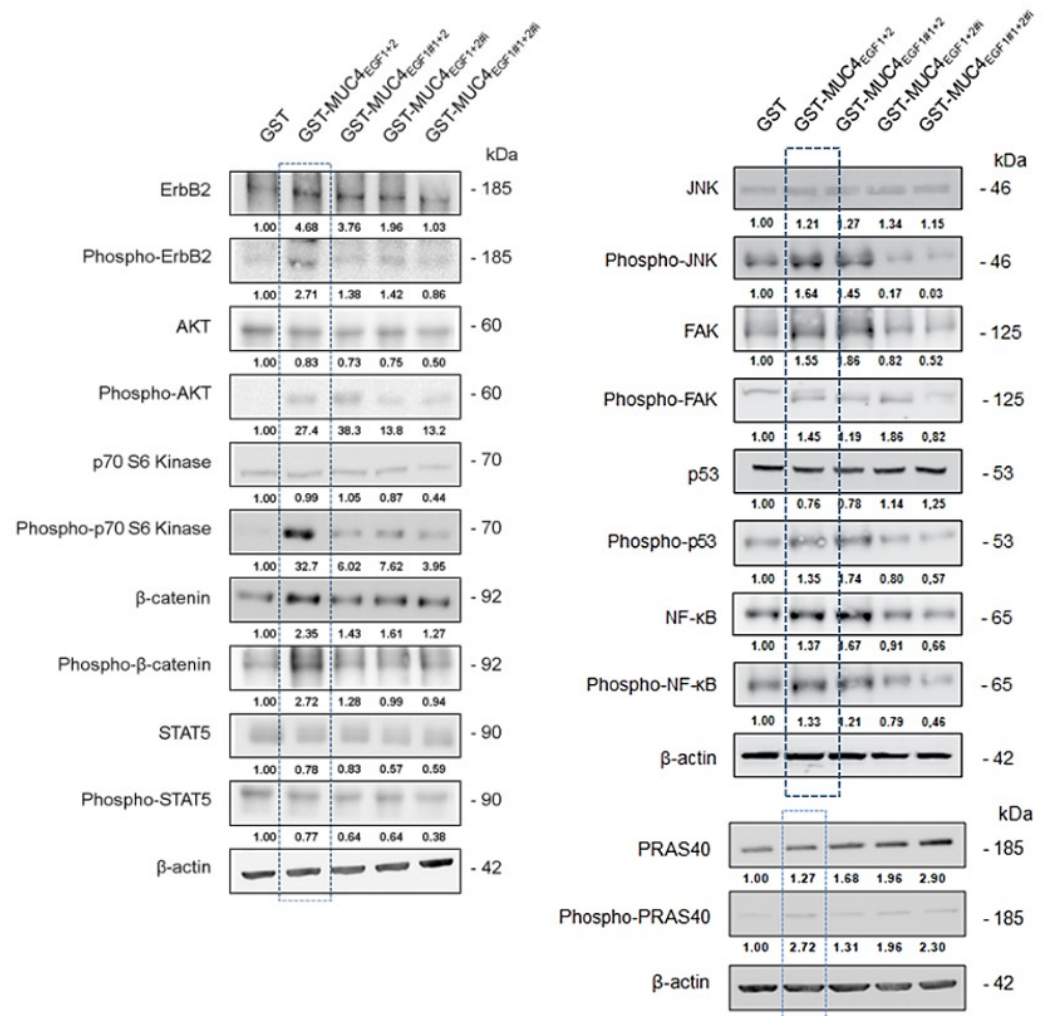 GST
GST-MUC4EGF1+2
GST-MUC4EGF1#1+2
GST-MUC4EGF1+2#i
GST-MUC4EGF1#1+2#i
kDa
ErbB2 - 185
1.00 4.68 3.76 1.96 1.03
Phospho-ErbB2 - 185
1.00 2.71 1.38 1.42 0.86
AKT - 60
1.00 0.83 0.73 0.75 0.50
Phospho-AKT - 60
1.00 27.4 38.3 13.8 13.2
p70 S6 Kinase - 70
1.00 0.99 1.05 0.87 0.44
Phospho-p70 S6 Kinase - 70
1.00 32.7 6.02 7.62 3.95
β-catenin - 92
1.00 2.35 1.43 1.61 1.27
Phospho-β-catenin - 92
1.00 2.72 1.28 0.99 0.94
STAT5 - 90
1.00 0.78 0.83 0.57 0.59
Phospho-STAT5 - 90
1.00 0.77 0.64 0.64 0.38
β-actin - 42
GST
GST-MUC4EGF1+2
GST-MUC4EGF1#1+2
GST-MUC4EGF1+2#i
GST-MUC4EGF1#1+2#i
kDa
JNK - 46
1.00 1.21 1.27 1.34 1.15
Phospho-JNK - 46
1.00 1.64 1.45 0.17 0.03
FAK - 125
1.00 1.55 1.86 0.82 0.52
Phospho-FAK - 125
1.00 1.45 1.19 1.86 0,82
p53 - 53
1.00 0.76 0.78 1.14 1,25
Phospho-p53 - 53
1.00 1.35 1.74 0.80 0,57
NF-κB - 65
1.00 1.37 1.67 0,91 0,66
Phospho-NF-κB - 65
1.00 1.33 1.21 0.79 0,46
β-actin - 42
kDa
PRAS40 - 185
1.00 1.27 1.68 1.96 2.90
Phospho-PRAS40 - 185
1.00 2.72 1.31 1.96 2.30
β-actin - 42